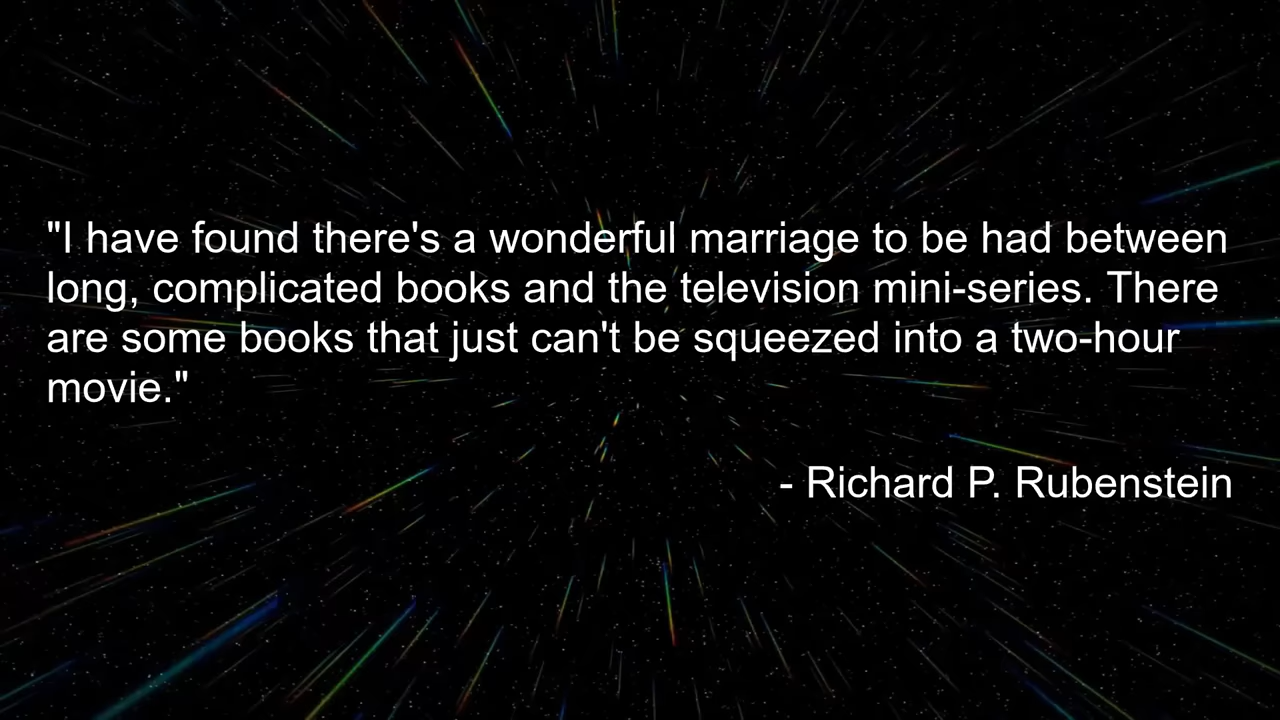 "I have found there's a wonderful marriage to be had between
long, complicated books and the television mini-series. There
are some books that just can't be squeezed into a two-hour
movie."
- Richard P. Rubenstein